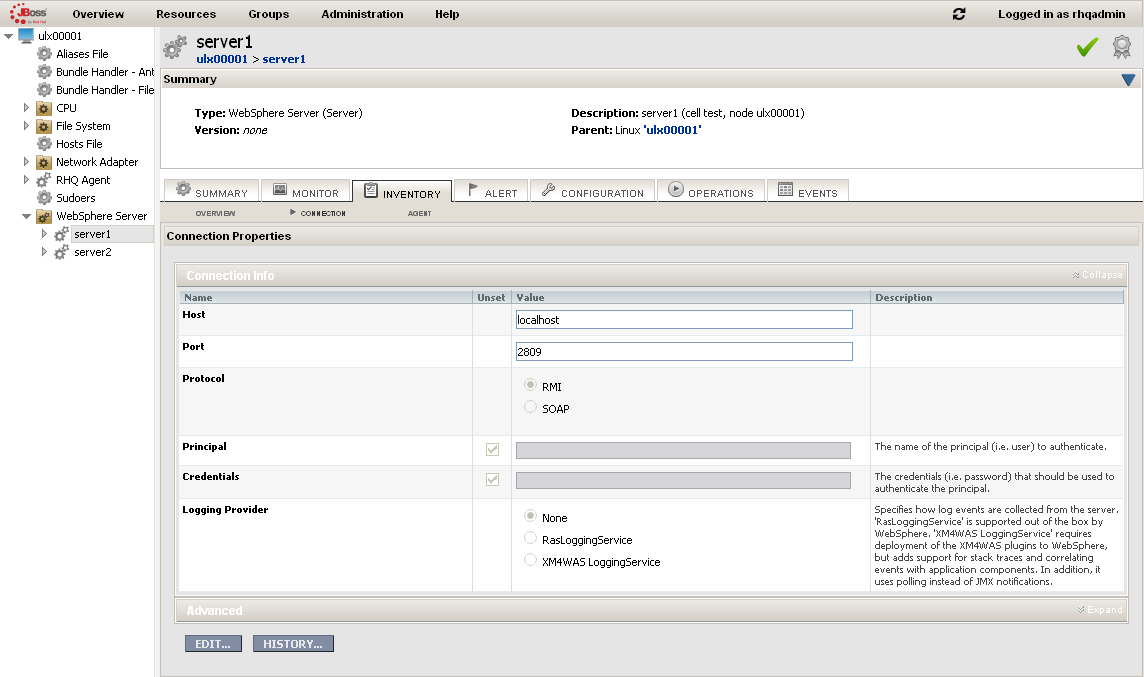 JBoss
by Red Hat
Overview Resources Groups Administration Help Logged in as rhqadmin
ulx00001
Aliases File
Bundle Handler - Ant
Bundle Handler - File
CPU
File System
Hosts File
Network Adapter
RHQ Agent
Sudoers
WebSphere Server
server1
server2
server1
ulx00001 > server1
Summary
Type: WebSphere Server (Server) Description: server1 (cell test, node ulx00001)
Version: none Parent: Linux 'ulx00001'
SUMMARY MONITOR INVENTORY ALERT CONFIGURATION OPERATIONS EVENTS
OVERVIEW CONNECTION AGENT
Connection Properties
Connection Info Collapse
Name Unset Value Description
Host localhost
Port 2809
Protocol RMI
SOAP
Principal The name of the principal (i.e. user) to authenticate.
Credentials The credentials (i.e. password) that should be used to
authenticate the principal.
Logging Provider Specifies how log events are collected from the server.
None 'RasLoggingService' is supported out of the box by
WebSphere. 'XM4WAS LoggingService' requires
RasLoggingService deployment of the XM4WAS plugins to WebSphere,
but adds support for stack traces and correlating
XM4WAS LoggingService events with application components. In addition, it
uses polling instead of JMX notifications.
Advanced Expand
EDIT... HISTORY...